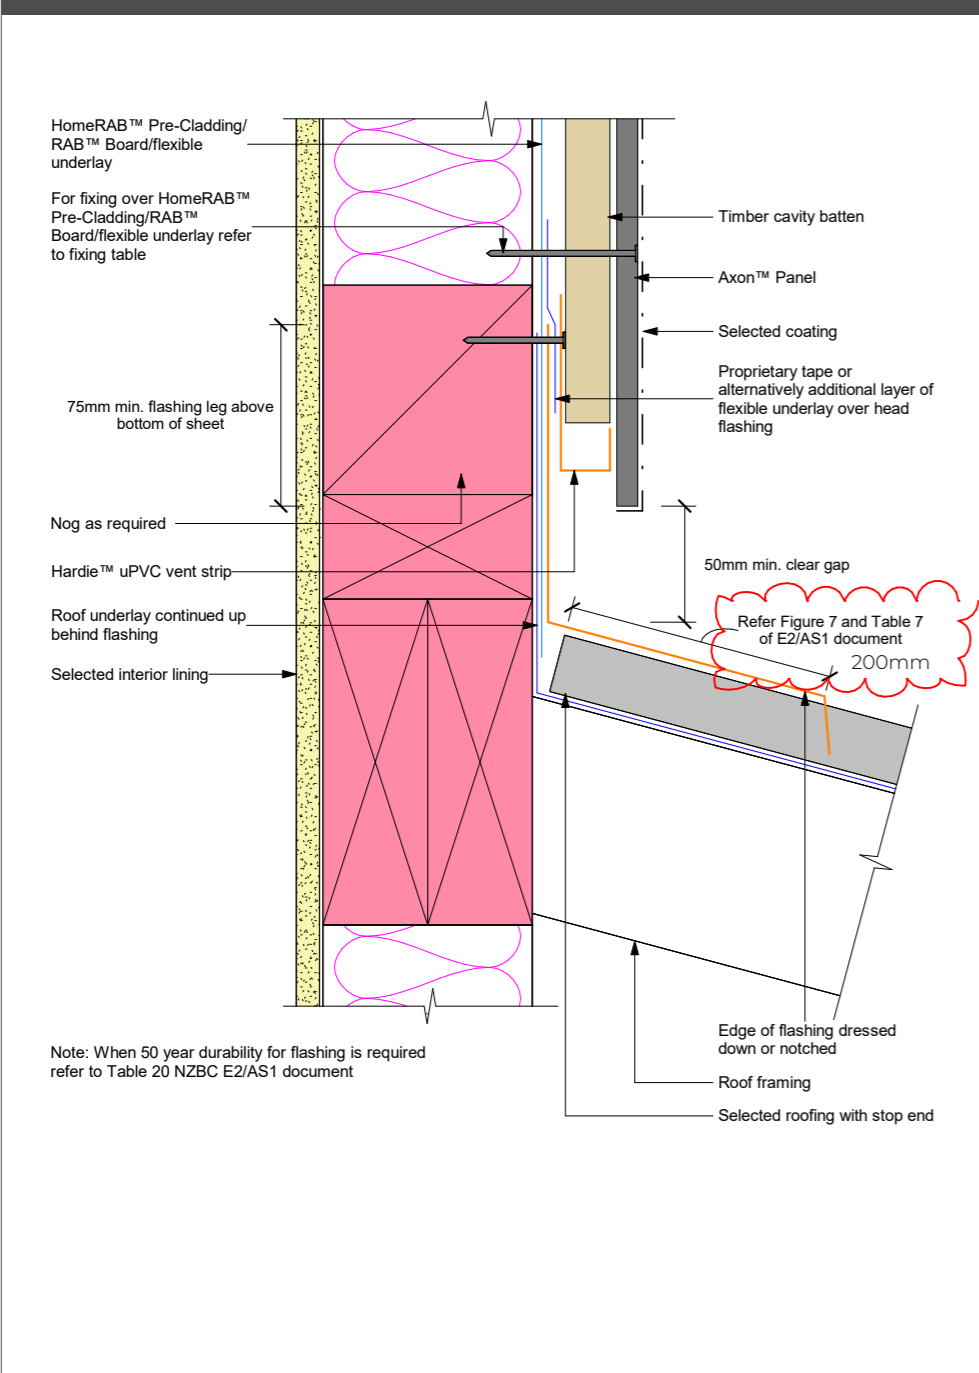 HomeRAB™ Pre-Cladding/
RAB™ Board/flexible
underlay
For fixing over HomeRAB™
Pre-Cladding/RAB™
Board/flexible underlay refer
to fixing table
Timber cavity batten
Axon™ Panel
Selected coating
Proprietary tape or
alternatively additional layer of
flexible underlay over head
flashing
75mm min. flashing leg above
bottom of sheet
Nog as required
Hardie™ uPVC vent strip
50mm min. clear gap
Roof underlay continued up
behind flashing
Refer Figure 7 and Table 7
of E2/AS1 document
200mm
Selected interior lining
Edge of flashing dressed
down or notched
Note: When 50 year durability for flashing is required
refer to Table 20 NZBC E2/AS1 document
Roof framing
Selected roofing with stop end